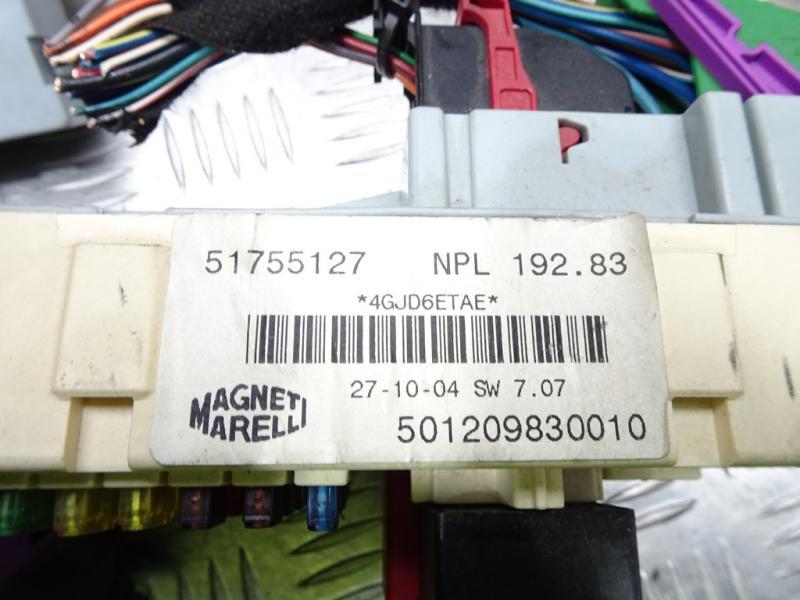 51755127 NPL 192.83
*4GJD6ETAE*
27-10-04 SW 7.07
MAGNETI
MARELLI
501209830010